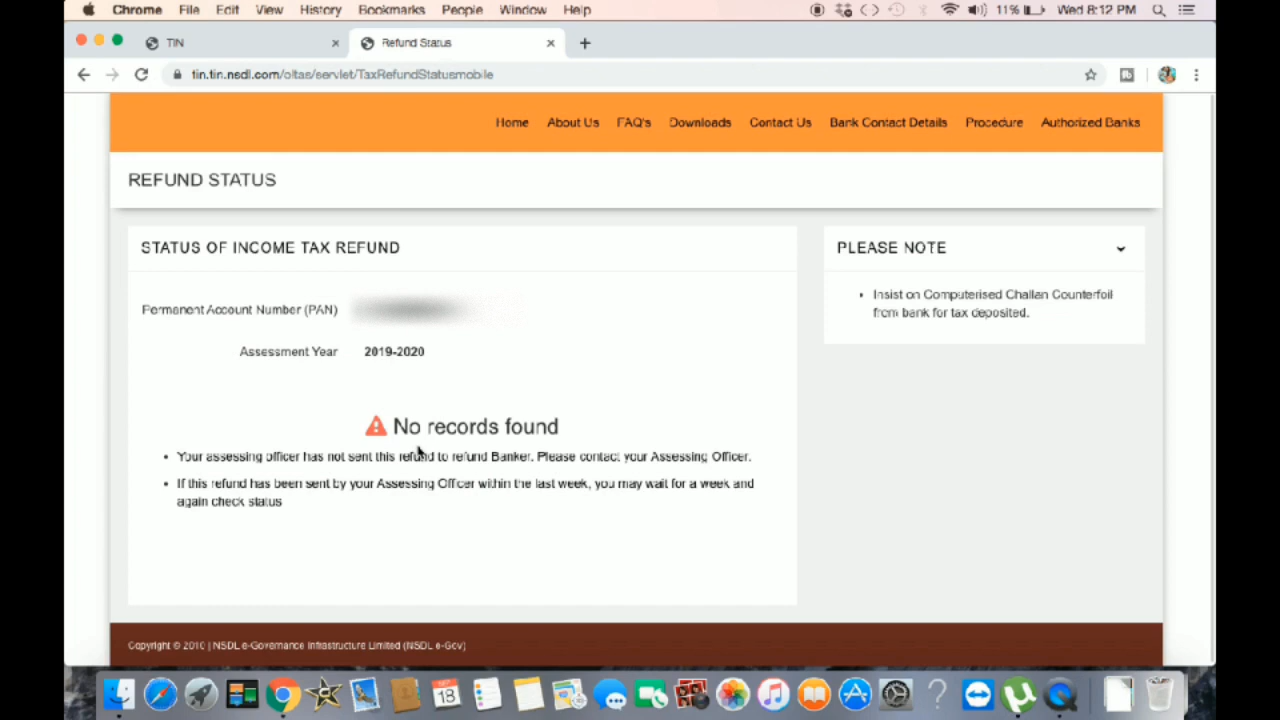 Chrome File Edit View History Bookmarks People Window Help 11% Wed 8:12 PM
TIN Refund Status
tin.tin.nsdl.com/oltas/servlet/TaxRefundStatusmobile
Home About Us FAQ's Downloads Contact Us Bank Contact Details Procedure Authorized Banks
REFUND STATUS
STATUS OF INCOME TAX REFUND
Permanent Account Number (PAN)
Assessment Year 2019-2020
No records found
• Your assessing officer has not sent this refund to refund Banker. Please contact your Assessing Officer.
• If this refund has been sent by your Assessing Officer within the last week, you may wait for a week and
again check status
PLEASE NOTE
• Insist on Computerised Challan Counterfoil
from bank for tax deposited.
Copyright © 2010 | NSDL e-Governance Infrastructure Limited (NSDL e-Gov)
18